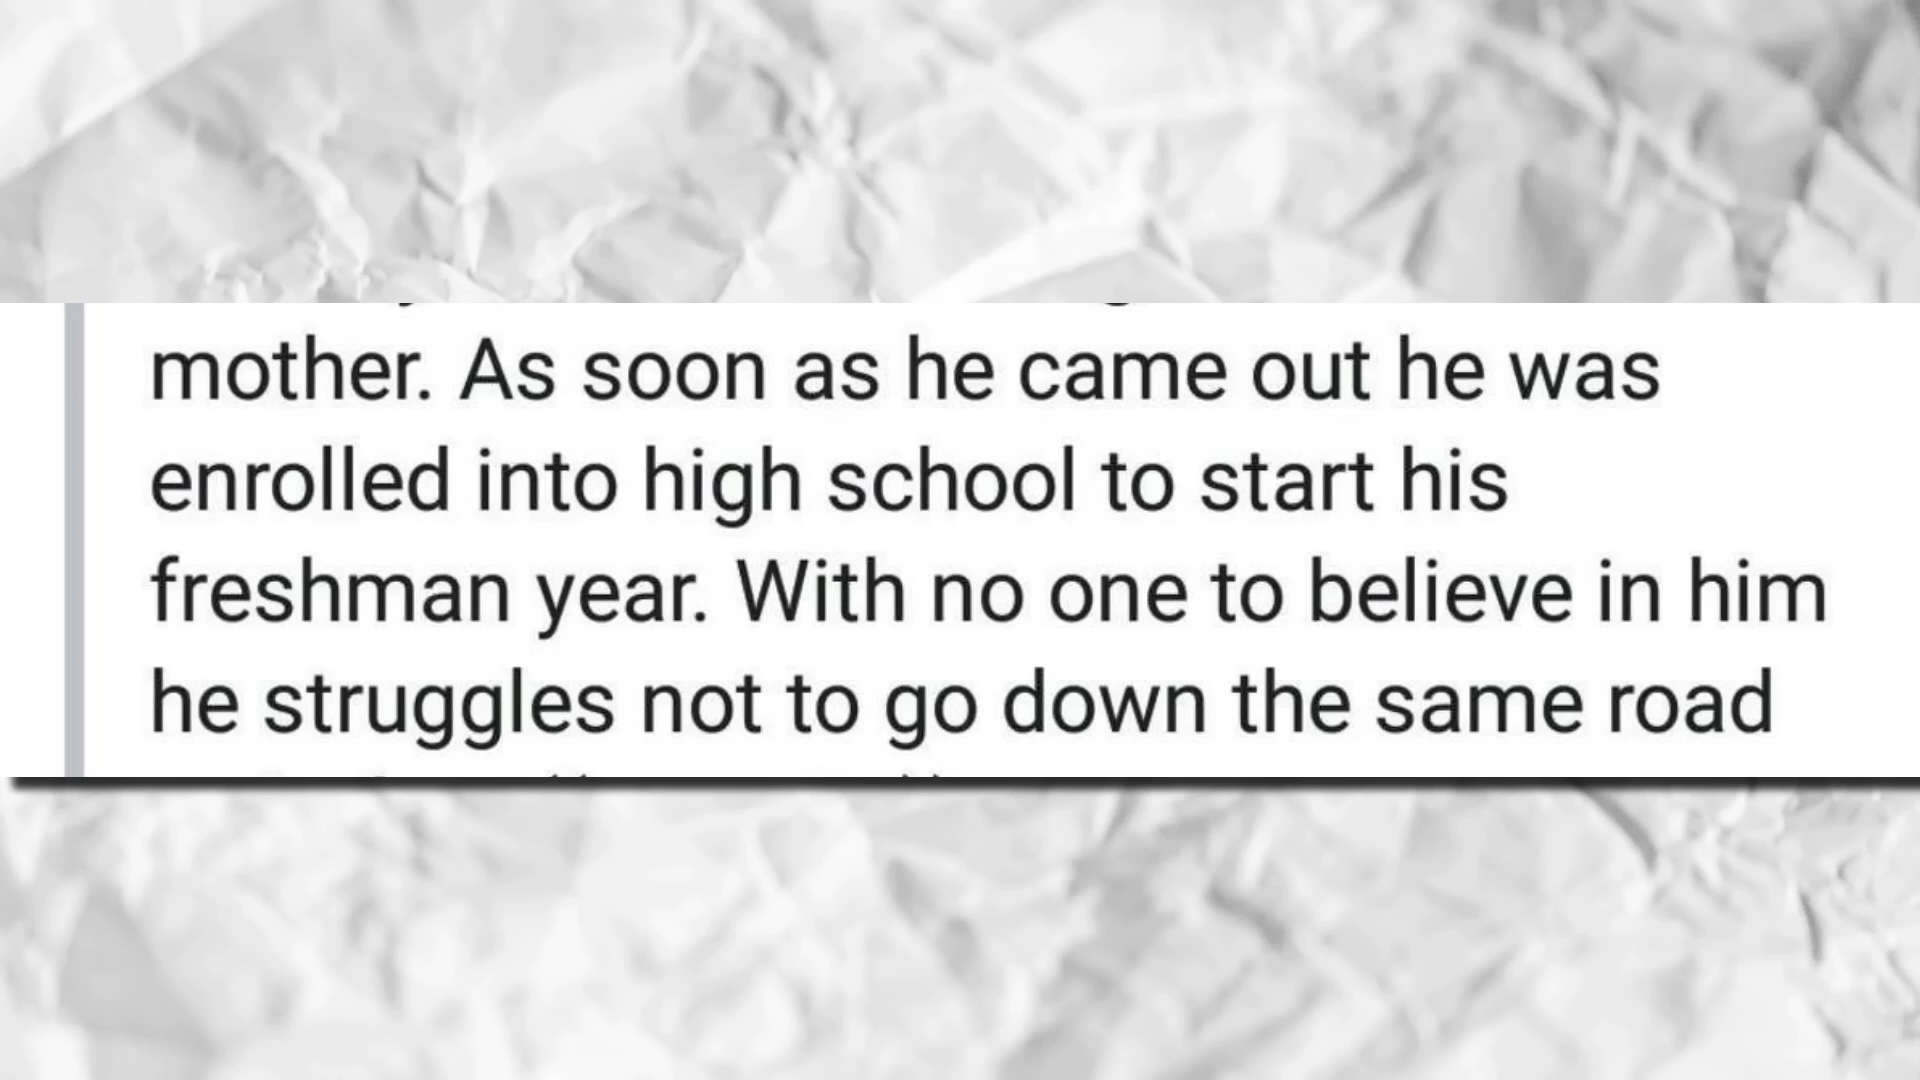 mother. As soon as he came out he was
enrolled into high school to start his
freshman year. With no one to believe in him
he struggles not to go down the same road